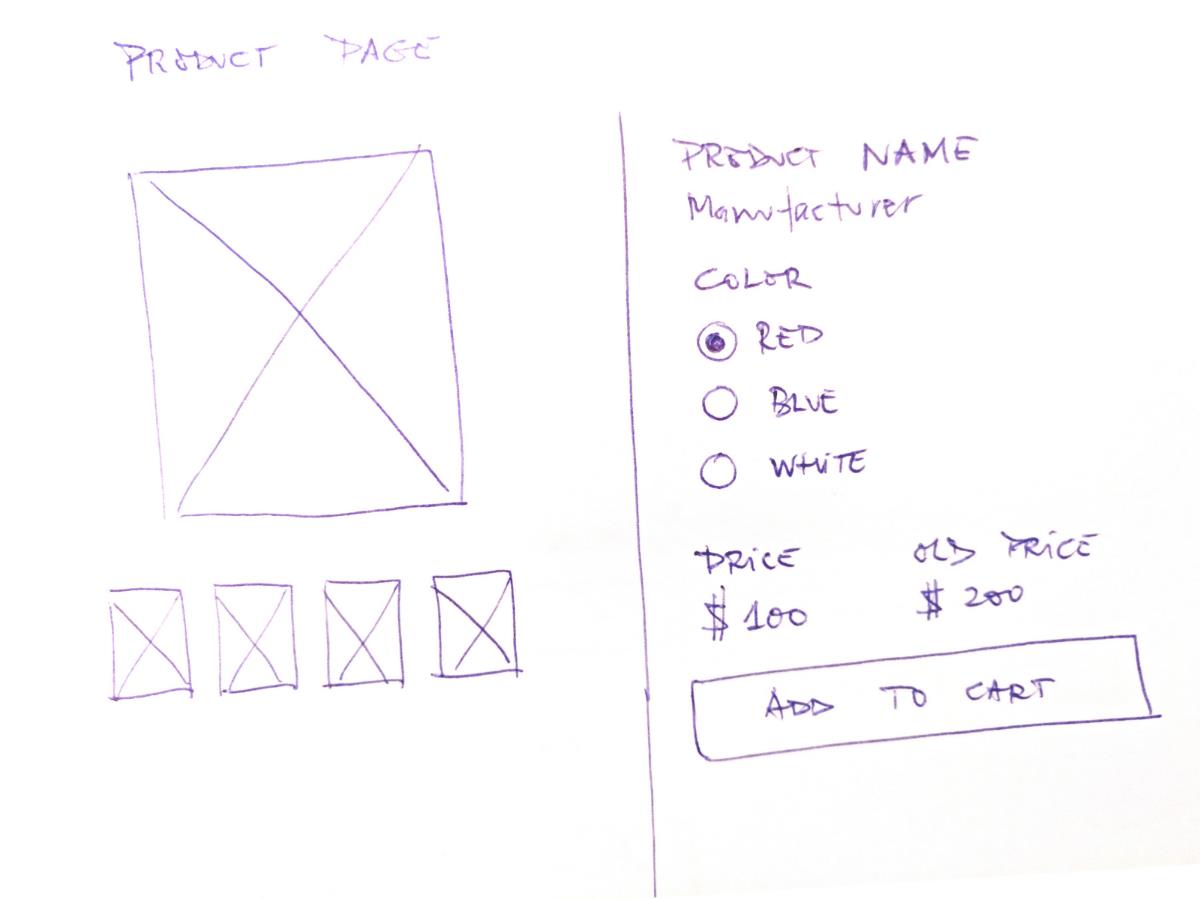 PRODUCT PAGE
PRODUCT NAME
Manufacturer
COLOR
RED
BLUE
WHITE
PRICE OLD PRICE
$ 100 $ 200
ADD TO CART